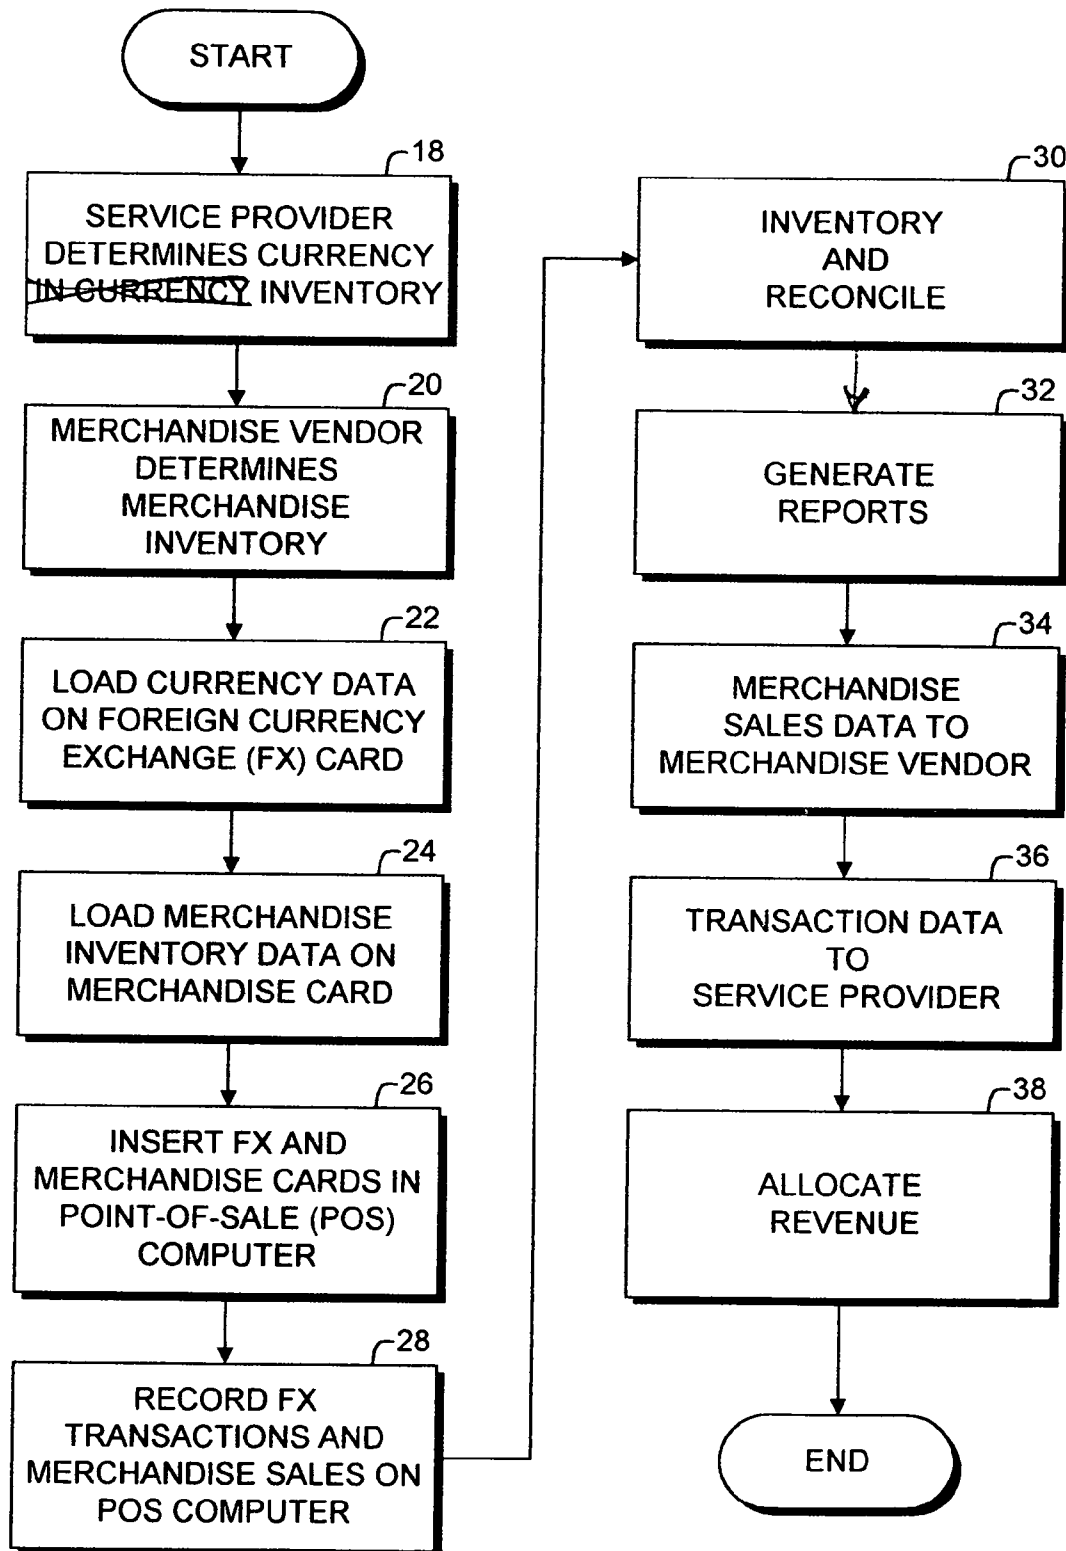 START
18
SERVICE PROVIDER
DETERMINES CURRENCY
IN CURRENCY INVENTORY
20
MERCHANDISE VENDOR
DETERMINES
MERCHANDISE
INVENTORY
22
LOAD CURRENCY DATA
ON FOREIGN CURRENCY
EXCHANGE (FX) CARD
24
LOAD MERCHANDISE
INVENTORY DATA ON
MERCHANDISE CARD
26
INSERT FX AND
MERCHANDISE CARDS IN
POINT-OF-SALE (POS)
COMPUTER
28
RECORD FX
TRANSACTIONS AND
MERCHANDISE SALES ON
POS COMPUTER
30
INVENTORY
AND
RECONCILE
32
GENERATE
REPORTS
34
MERCHANDISE
SALES DATA TO
MERCHANDISE VENDOR
36
TRANSACTION DATA
TO
SERVICE PROVIDER
38
ALLOCATE
REVENUE
END